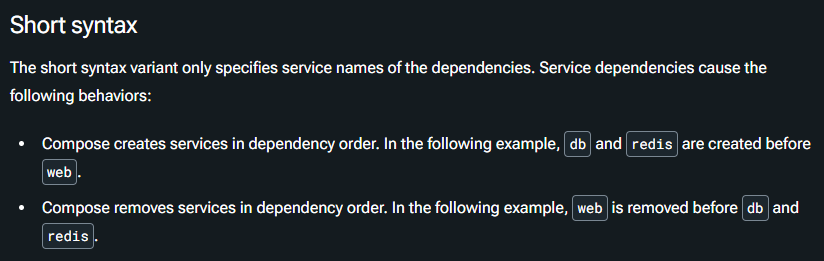 Short syntax
The short syntax variant only specifies service names of the dependencies. Service dependencies cause the
following behaviors:
• Compose creates services in dependency order. In the following example, db and redis are created before
web.
• Compose removes services in dependency order. In the following example, web is removed before db and
redis.